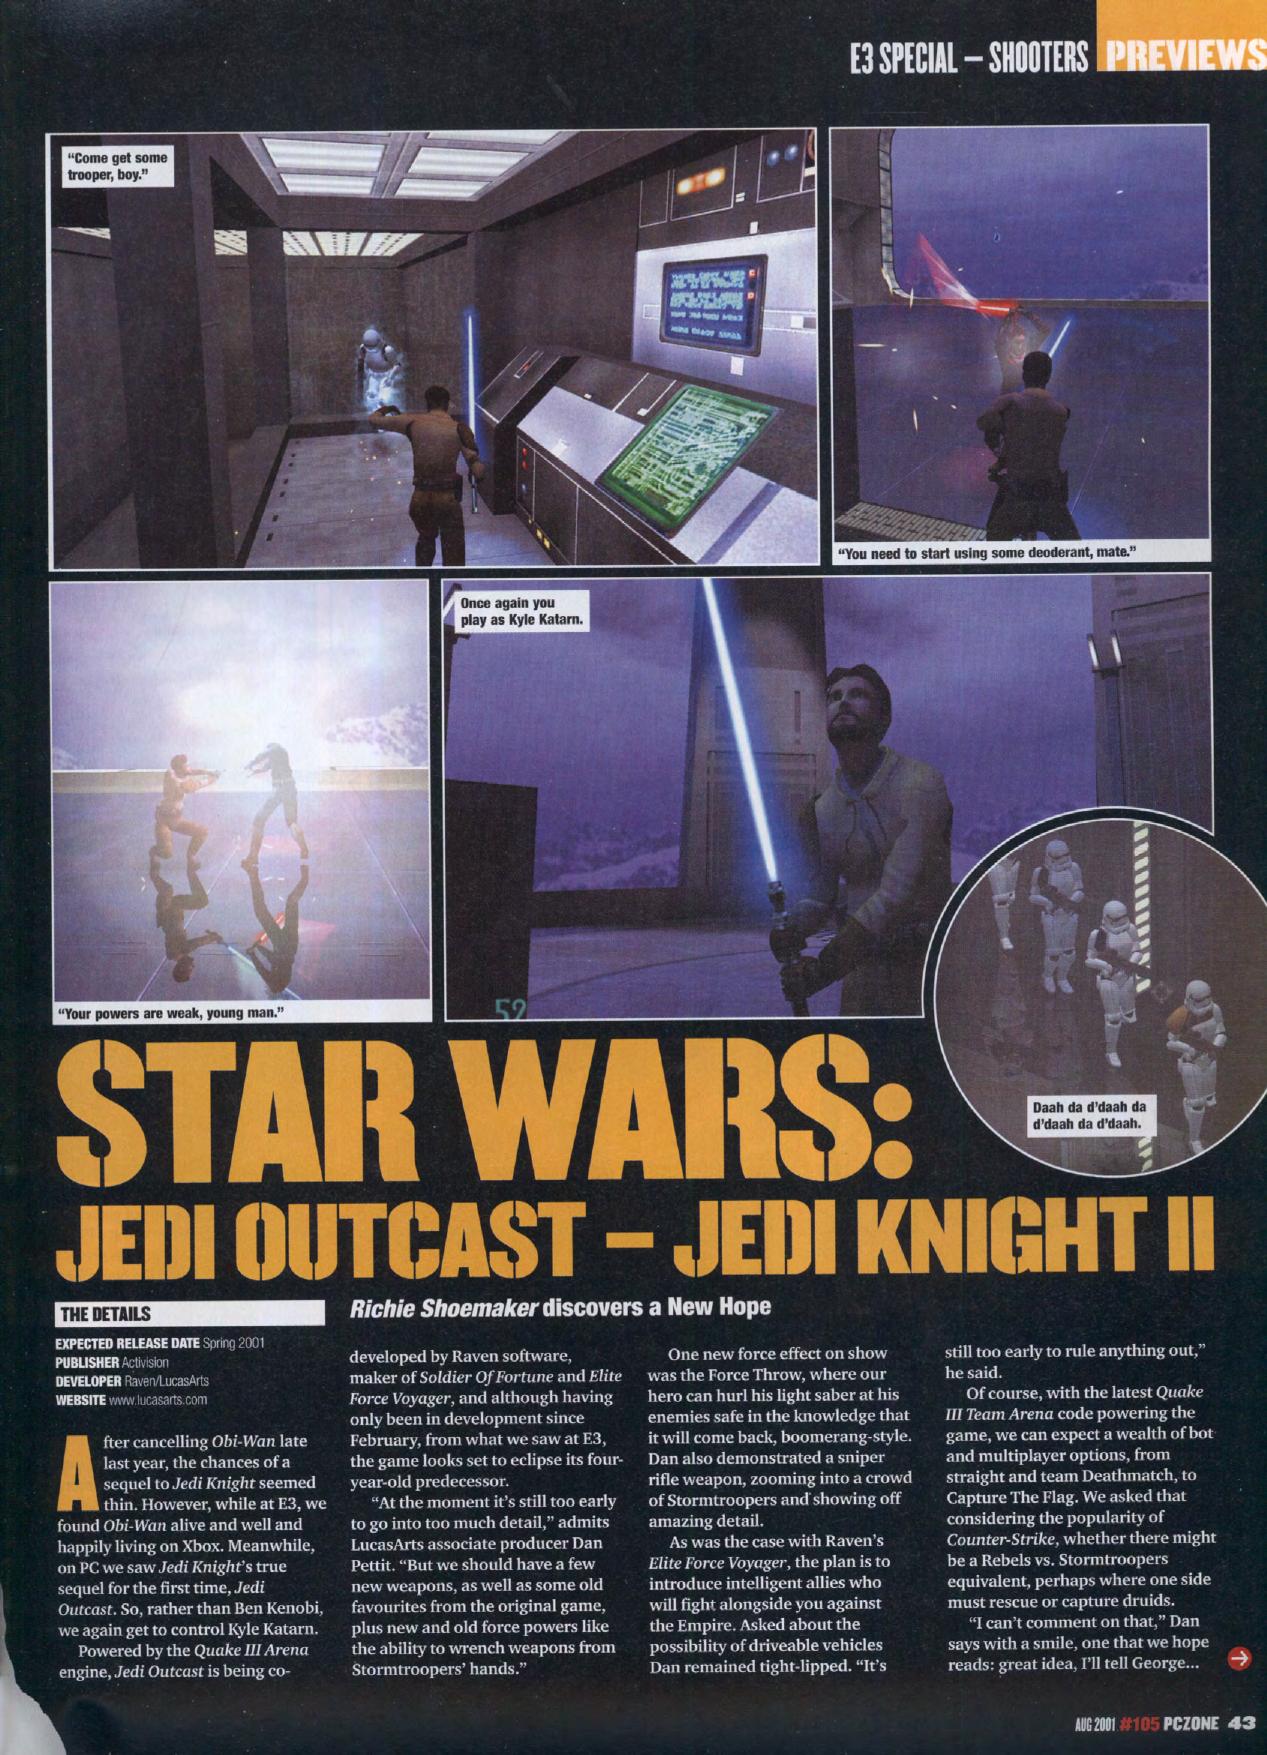 E3 SPECIAL – SHOOTERS PREVIEWS
"Come get some
trooper, boy."
"You need to start using some deoderant, mate."
Once again you
play as Kyle Katarn.
52
"Your powers are weak, young man."
Daah da d'daah da
d'daah da d'daah.
STAR WARS:
JEDI OUTCAST – JEDI KNIGHT II
THE DETAILS
EXPECTED RELEASE DATE Spring 2001
PUBLISHER Activision
DEVELOPER Raven/LucasArts
WEBSITE www.lucasarts.com
Richie Shoemaker discovers a New Hope
After cancelling Obi-Wan late
last year, the chances of a
sequel to Jedi Knight seemed
thin. However, while at E3, we
found Obi-Wan alive and well and
happily living on Xbox. Meanwhile,
on PC we saw Jedi Knight's true
sequel for the first time, Jedi
Outcast. So, rather than Ben Kenobi,
we again get to control Kyle Katarn.
Powered by the Quake III Arena
engine, Jedi Outcast is being co-
developed by Raven software,
maker of Soldier Of Fortune and Elite
Force Voyager, and although having
only been in development since
February, from what we saw at E3,
the game looks set to eclipse its four-
year-old predecessor.
"At the moment it's still too early
to go into too much detail," admits
LucasArts associate producer Dan
Pettit. "But we should have a few
new weapons, as well as some old
favourites from the original game,
plus new and old force powers like
the ability to wrench weapons from
Stormtroopers' hands."
One new force effect on show
was the Force Throw, where our
hero can hurl his light saber at his
enemies safe in the knowledge that
it will come back, boomerang-style.
Dan also demonstrated a sniper
rifle weapon, zooming into a crowd
of Stormtroopers and showing off
amazing detail.
As was the case with Raven's
Elite Force Voyager, the plan is to
introduce intelligent allies who
will fight alongside you against
the Empire. Asked about the
possibility of driveable vehicles
Dan remained tight-lipped. "It's
still too early to rule anything out,"
he said.
Of course, with the latest Quake
III Team Arena code powering the
game, we can expect a wealth of bot
and multiplayer options, from
straight and team Deathmatch, to
Capture The Flag. We asked that
considering the popularity of
Counter-Strike, whether there might
be a Rebels vs. Stormtroopers
equivalent, perhaps where one side
must rescue or capture druids.
"I can't comment on that," Dan
says with a smile, one that we hope
reads: great idea, I'll tell George...
AUG 2001 #105 PCZONE 43